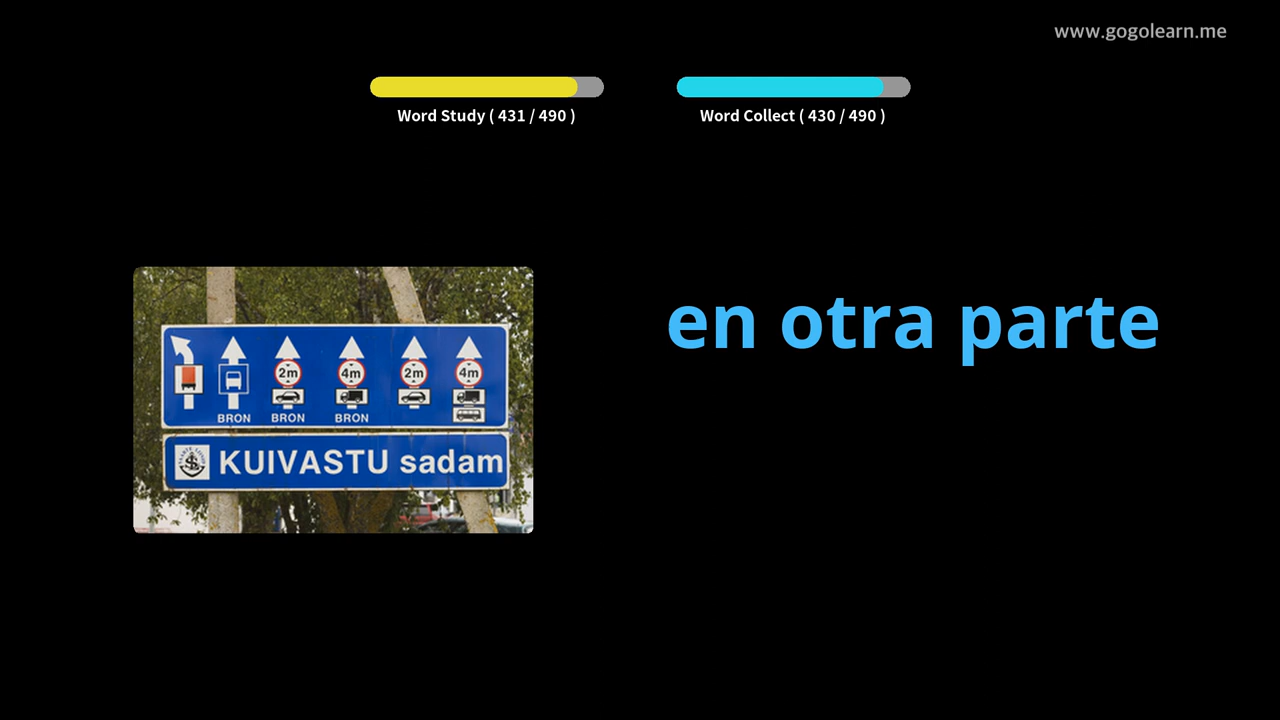 www.gogolearn.me
Word Study ( 431 / 490 )
Word Collect ( 430 / 490 )
en otra parte
2m 4m 2m 4m
BRON BRON BRON
KUIVASTU sadam